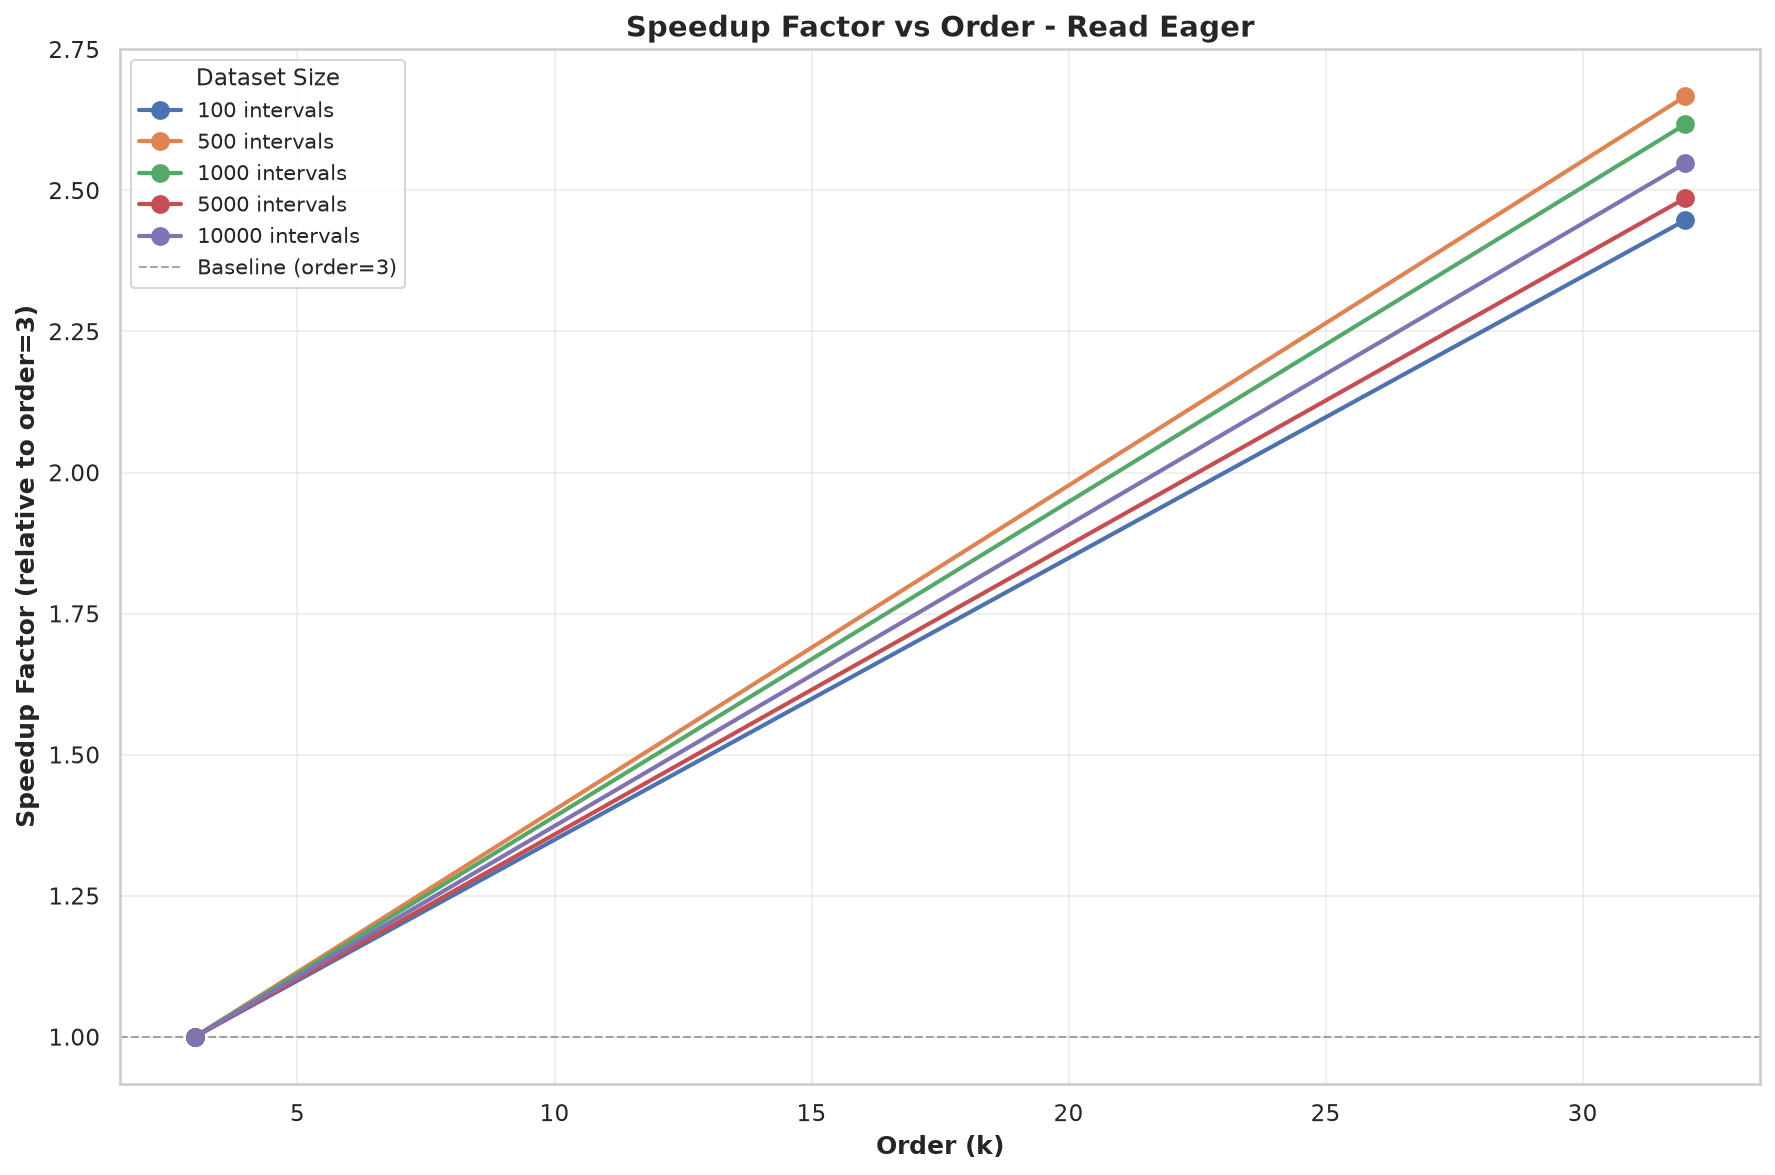 Speedup Factor vs Order - Read Eager
2.75
2.50
2.25
2.00
1.75
1.50
1.25
1.00
Speedup Factor (relative to order=3)
Dataset Size
100 intervals
500 intervals
1000 intervals
5000 intervals
10000 intervals
Baseline (order=3)
5 10 15 20 25 30
Order (k)